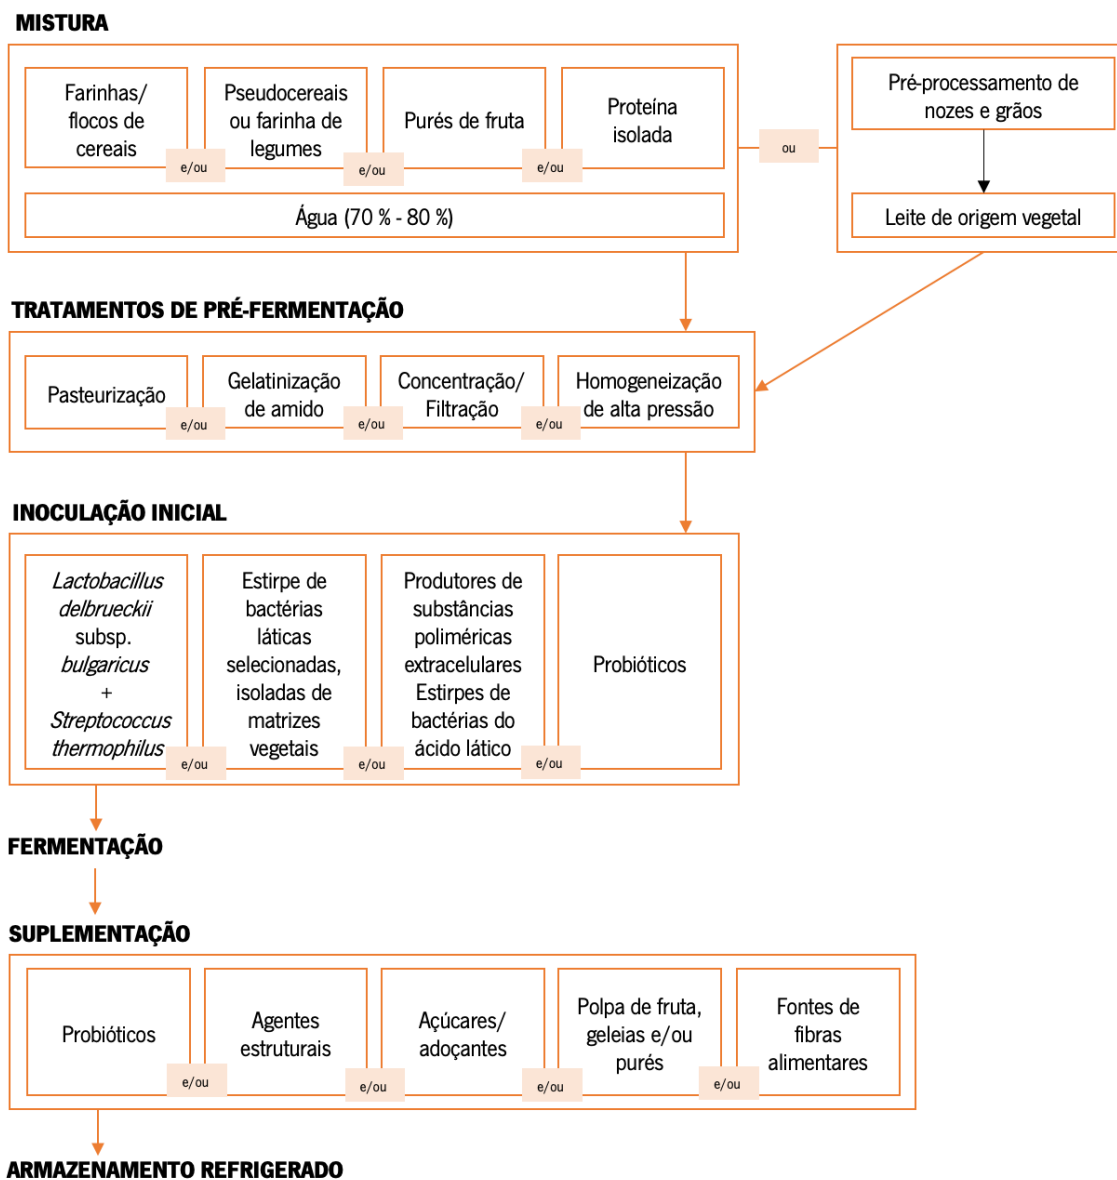 MISTURA
Farinhas/
flocos de
cereais
e/ou
Pseudocereais
ou farinha de
legumes
e/ou
Purés de fruta
e/ou
Proteína
isolada
Água (70 % - 80 %)
ou
Pré-processamento de
nozes e grãos
Leite de origem vegetal
TRATAMENTOS DE PRÉ-FERMENTAÇÃO
Pasteurização
e/ou
Gelatinização
de amido
e/ou
Concentração/
Filtração
e/ou
Homogeneização
de alta pressão
INOCULAÇÃO INICIAL
Lactobacillus
delbrueckii
subsp.
bulgaricus
+
Streptococcus
thermophilus
e/ou
Estirpe de
bactérias
láticas
selecionadas,
isoladas de
matrizes
vegetais
e/ou
Produtores de
substâncias
poliméricas
extracelulares
Estirpes de
bactérias do
ácido lático
e/ou
Probióticos
FERMENTAÇÃO
SUPLEMENTAÇÃO
Probióticos
e/ou
Agentes
estruturais
e/ou
Açúcares/
adoçantes
e/ou
Polpa de fruta,
geleias e/ou
purés
e/ou
Fontes de
fibras
alimentares
ARMAZENAMENTO REFRIGERADO